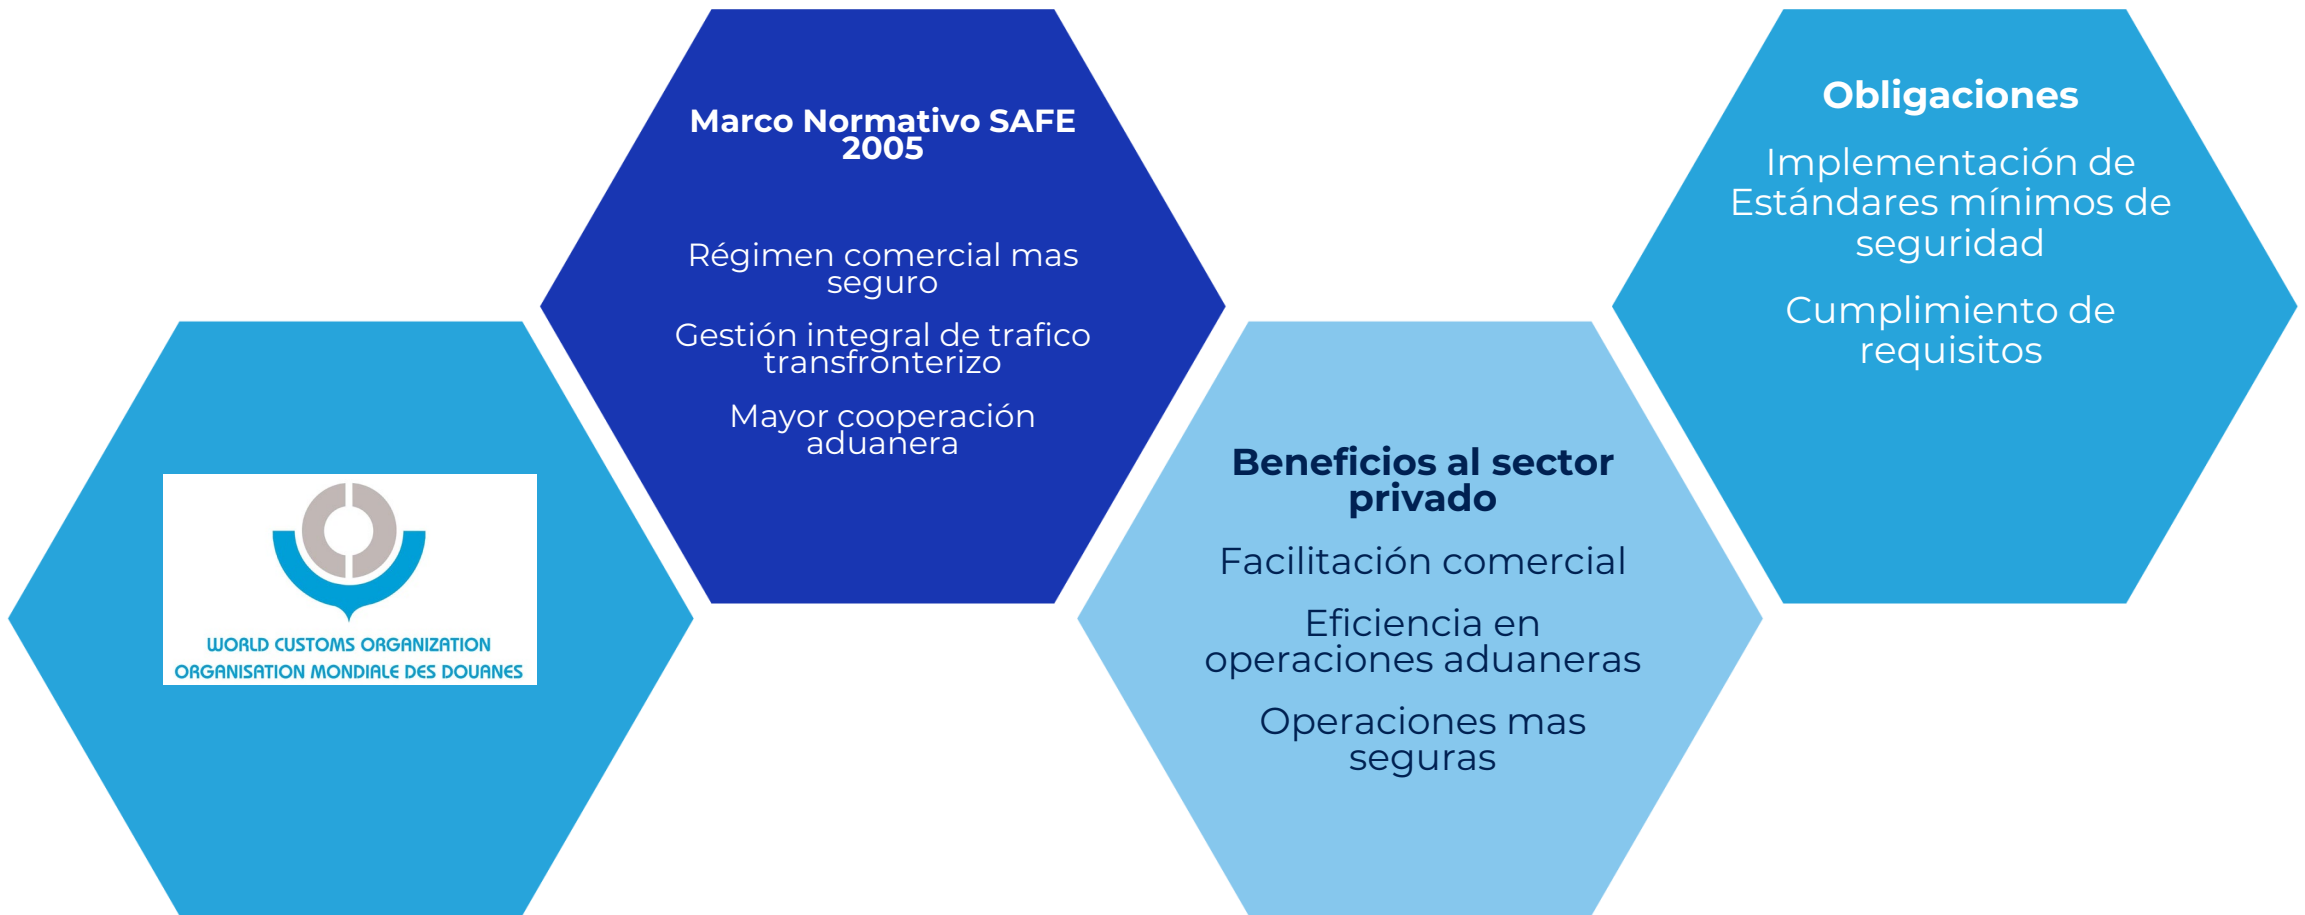 WORLD CUSTOMS ORGANIZATION
ORGANISATION MONDIALE DES DOUANES
Marco Normativo SAFE
2005
Régimen comercial mas
seguro
Gestión integral de trafico
transfronterizo
Mayor cooperación
aduanera
Beneficios al sector
privado
Facilitación comercial
Eficiencia en
operaciones aduaneras
Operaciones mas
seguras
Obligaciones
Implementación de
Estándares mínimos de
seguridad
Cumplimiento de
requisitos